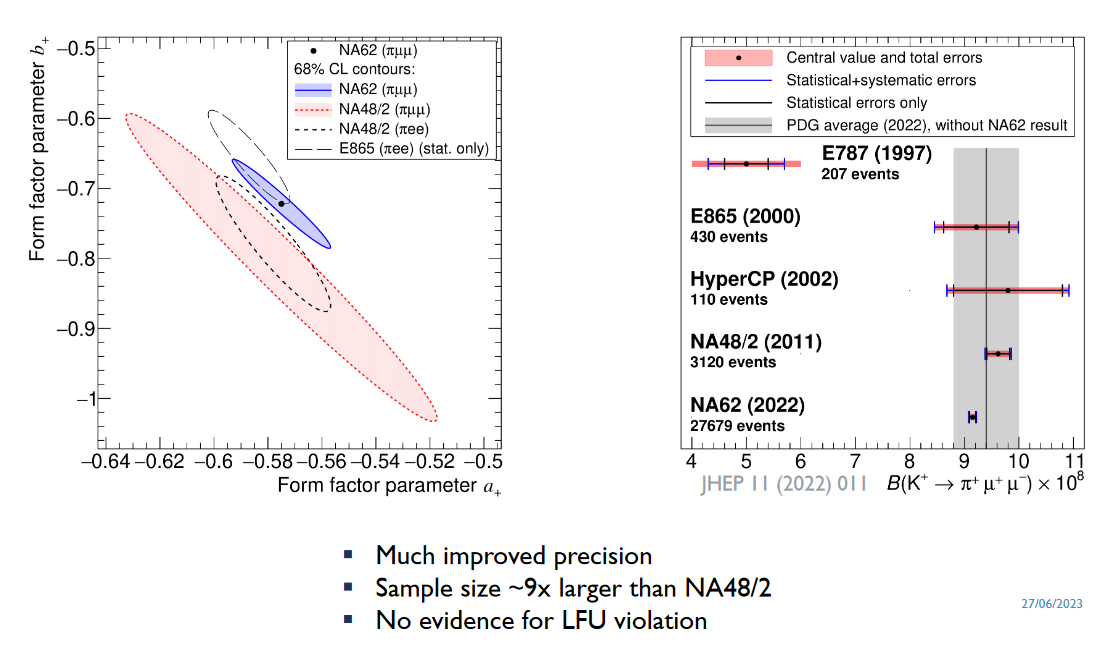 Form factor parameter b+
−0.5
−0.6
−0.7
−0.8
−0.9
−1
NA62 (πμμ)
68% CL contours:
NA62 (πμμ)
NA48/2 (πμμ)
NA48/2 (πee)
E865 (πee) (stat. only)
−0.64 −0.62 −0.6 −0.58 −0.56 −0.54 −0.52 −0.5
Form factor parameter a+
Central value and total errors
Statistical+systematic errors
Statistical errors only
PDG average (2022), without NA62 result
E787 (1997)
207 events
E865 (2000)
430 events
HyperCP (2002)
110 events
NA48/2 (2011)
3120 events
NA62 (2022)
27679 events
4 5 6 7 8 9 10 11
JHEP 11 (2022) 011
B(K⁺ → π⁺ μ⁺ μ⁻) × 10⁸
▪ Much improved precision
▪ Sample size ~9x larger than NA48/2
▪ No evidence for LFU violation
27/06/2023